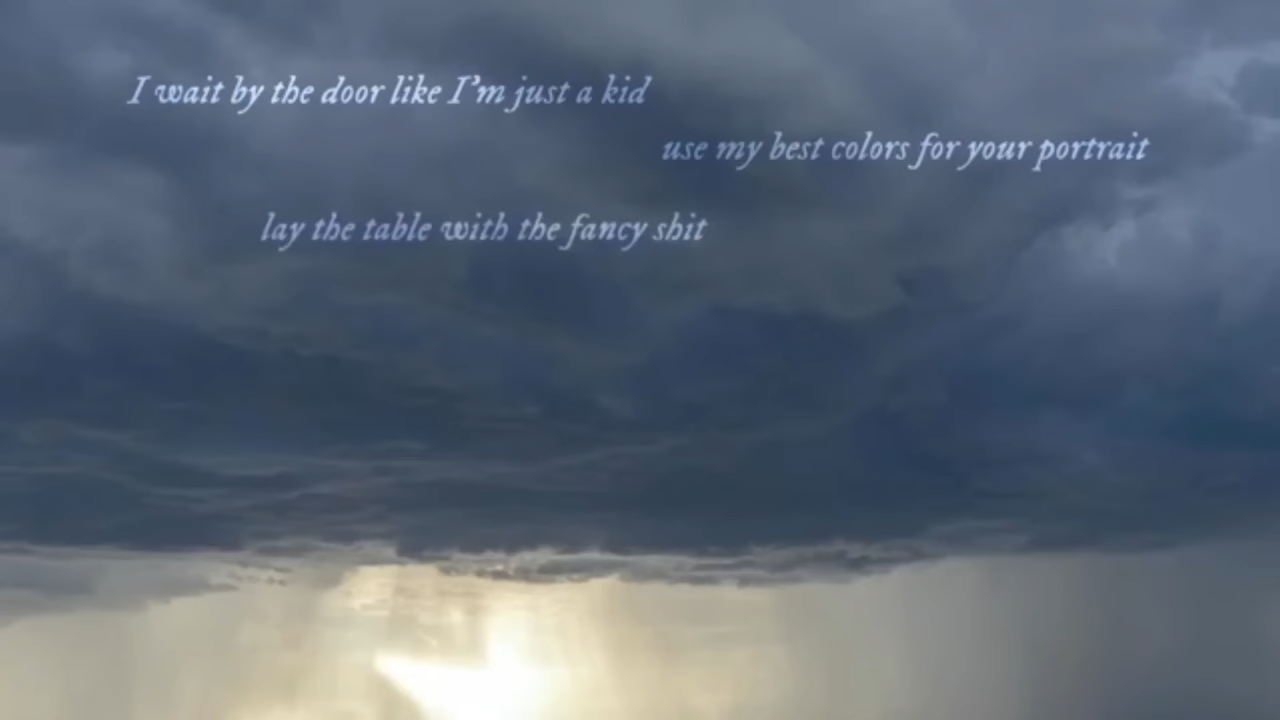 I wait by the door like I'm just a kid
use my best colors for your portrait
lay the table with the fancy shit